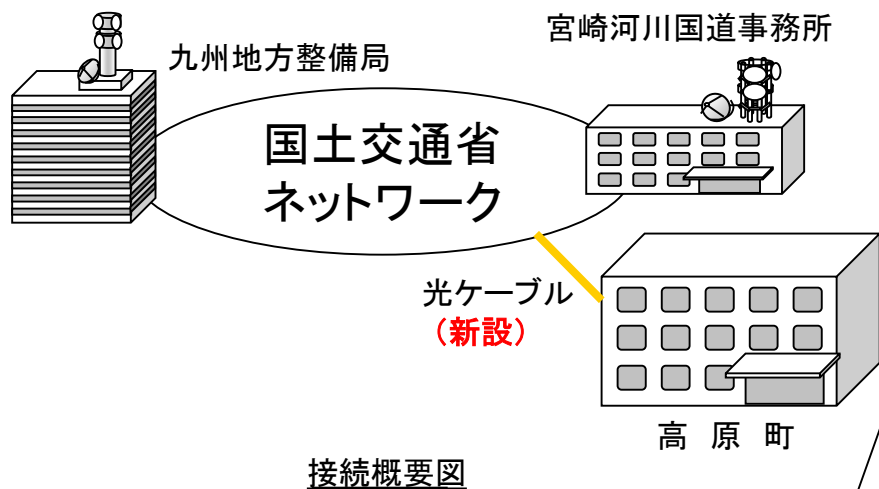 宮崎河川国道事務所
九州地方整備局
国土交通省
ネットワーク
光ケーブル
（新設）
高原町
接続概要図